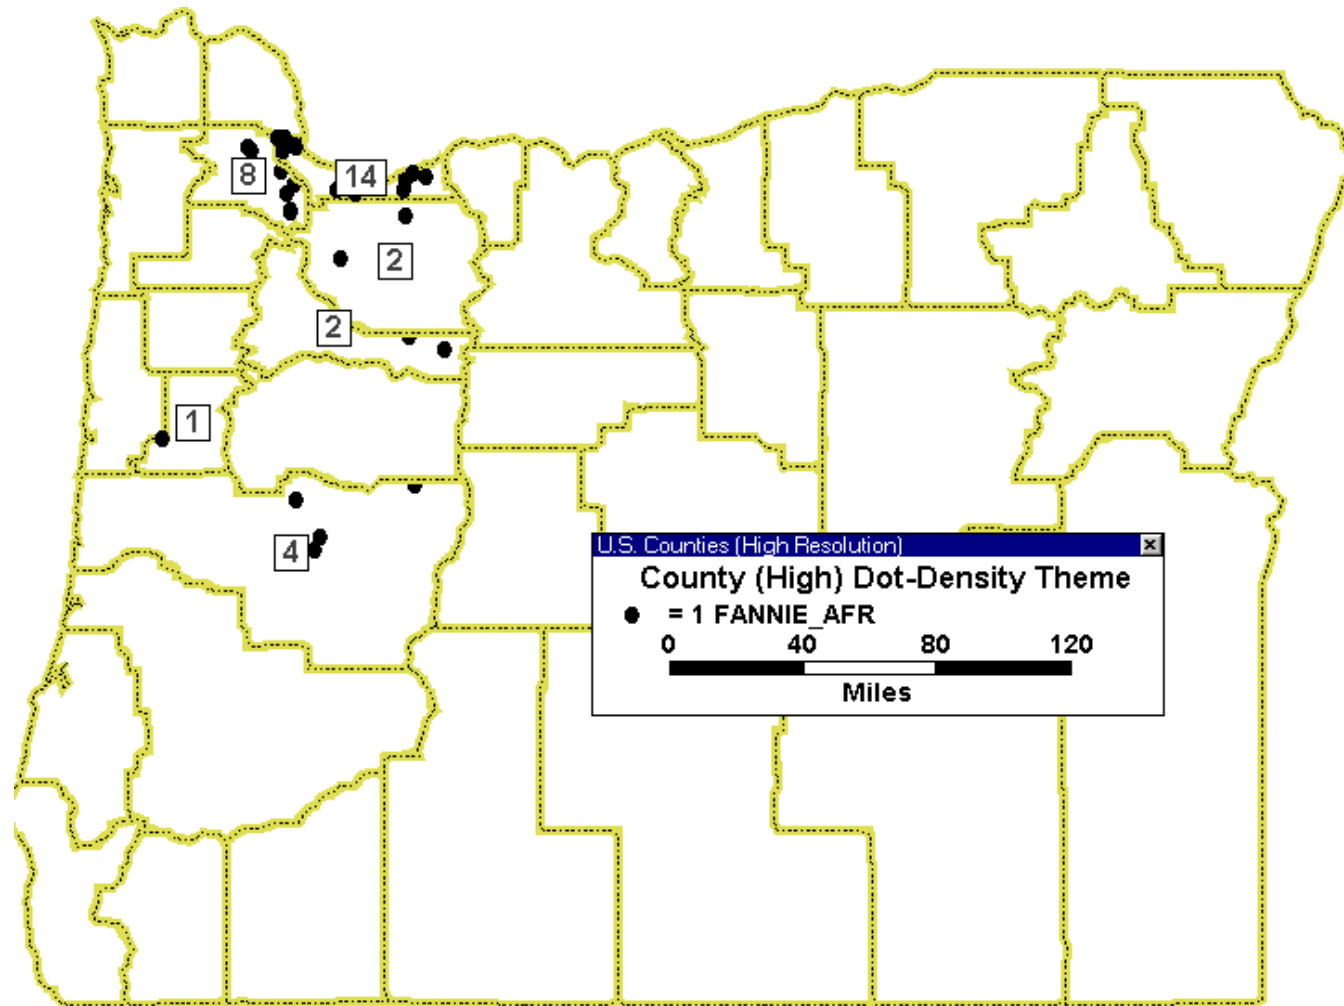 8
14
2
2
1
4
U.S. Counties (High Resolution)
County (High) Dot-Density Theme
= 1 FANNIE_AFR
0 40 80 120
Miles